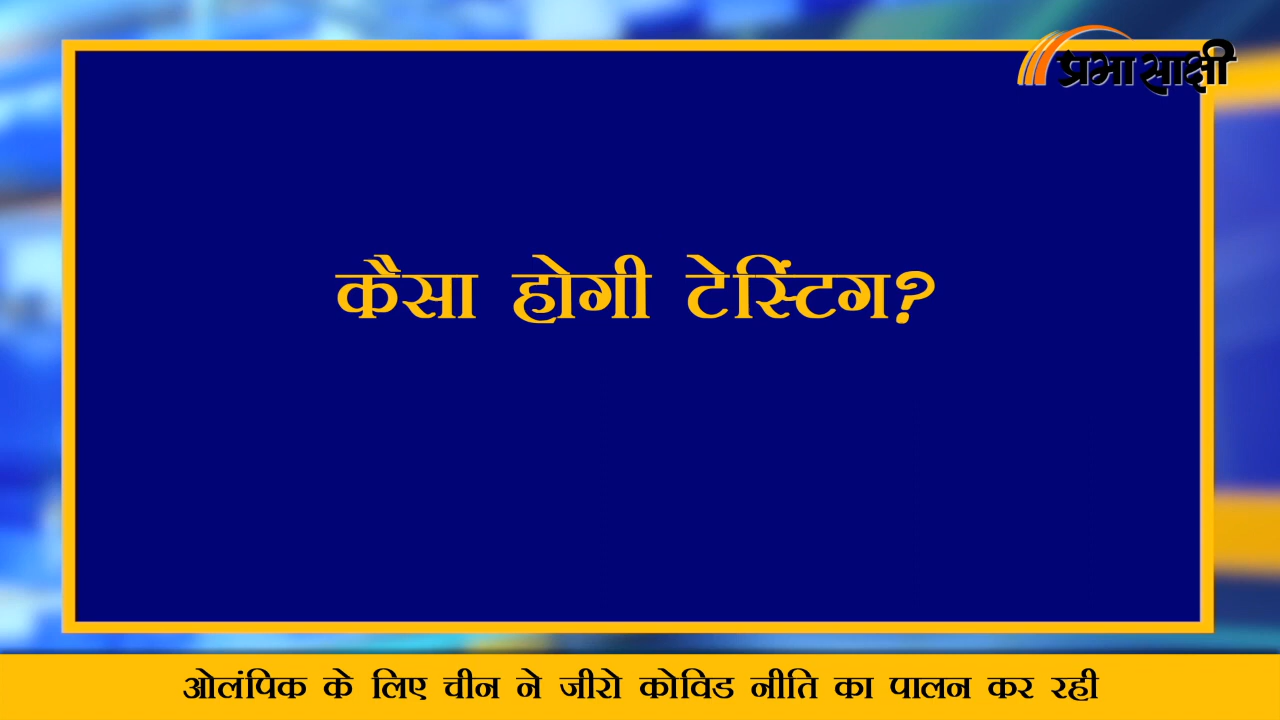 प्रभासाक्षी
कैसा होगी टेस्टिंग?
ओलंपिक के लिए चीन ने जीरो कोविड नीति का पालन कर रही